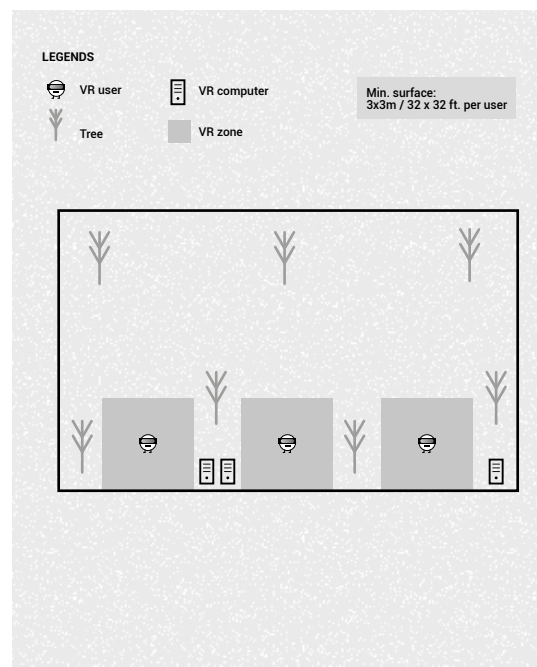 LEGENDS
VR user
VR computer
Tree
VR zone
Min. surface:
3x3m / 32 x 32 ft. per user